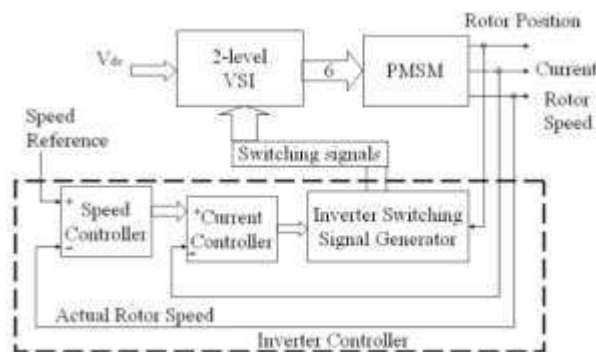 Rotor Position
Vdc
2-level
VSI
6
PMSM
Current
Rotor
Speed
Speed
Reference
Switching signals
+
Speed
Controller
-
+
Current
Controller
-
Inverter Switching
Signal Generator
Actual Rotor Speed
Inverter Controller